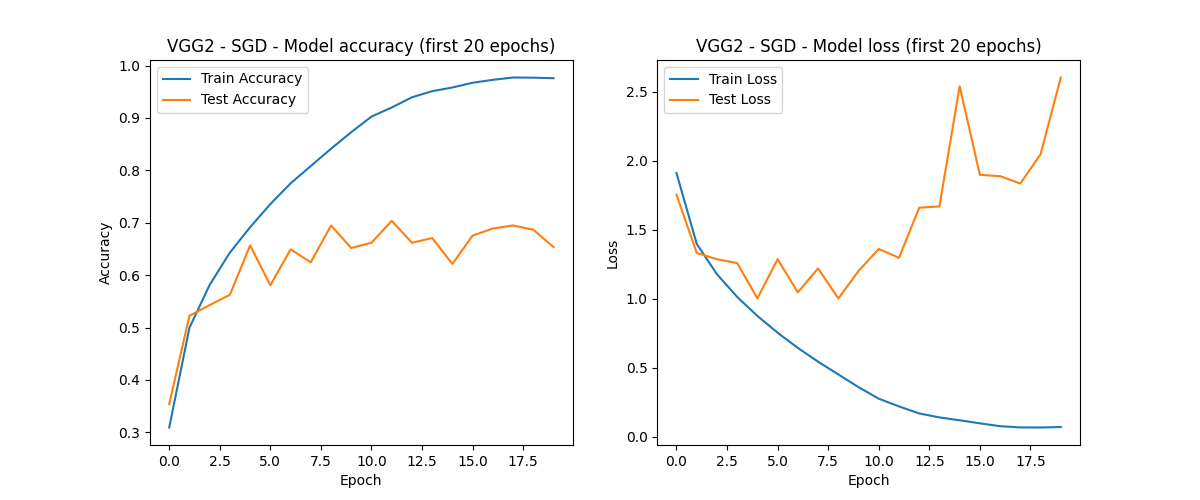 VGG2 - SGD - Model accuracy (first 20 epochs)
Train Accuracy
Test Accuracy
1.0
0.9
0.8
0.7
0.6
0.5
0.4
0.3
Accuracy
0.0 2.5 5.0 7.5 10.0 12.5 15.0 17.5
Epoch
VGG2 - SGD - Model loss (first 20 epochs)
Train Loss
Test Loss
2.5
2.0
1.5
1.0
0.5
0.0
Loss
0.0 2.5 5.0 7.5 10.0 12.5 15.0 17.5
Epoch